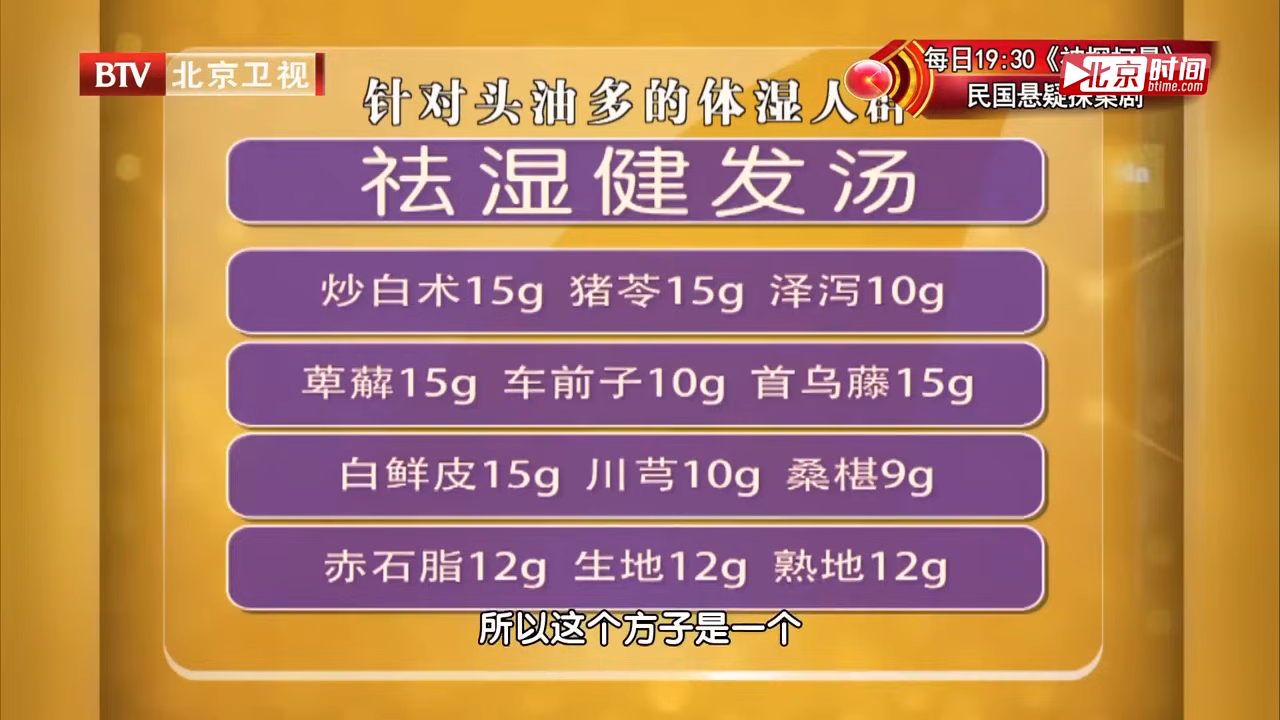 BTV 北京卫视
每日19:30《
北京时间
btime.com
民国悬疑探案剧
针对头油多的体湿人群
祛湿健发汤
炒白术15g 猪苓15g 泽泻10g
萆薢15g 车前子10g 首乌藤15g
白鲜皮15g 川芎10g 桑椹9g
赤石脂12g 生地12g 熟地12g
所以这个方子是一个